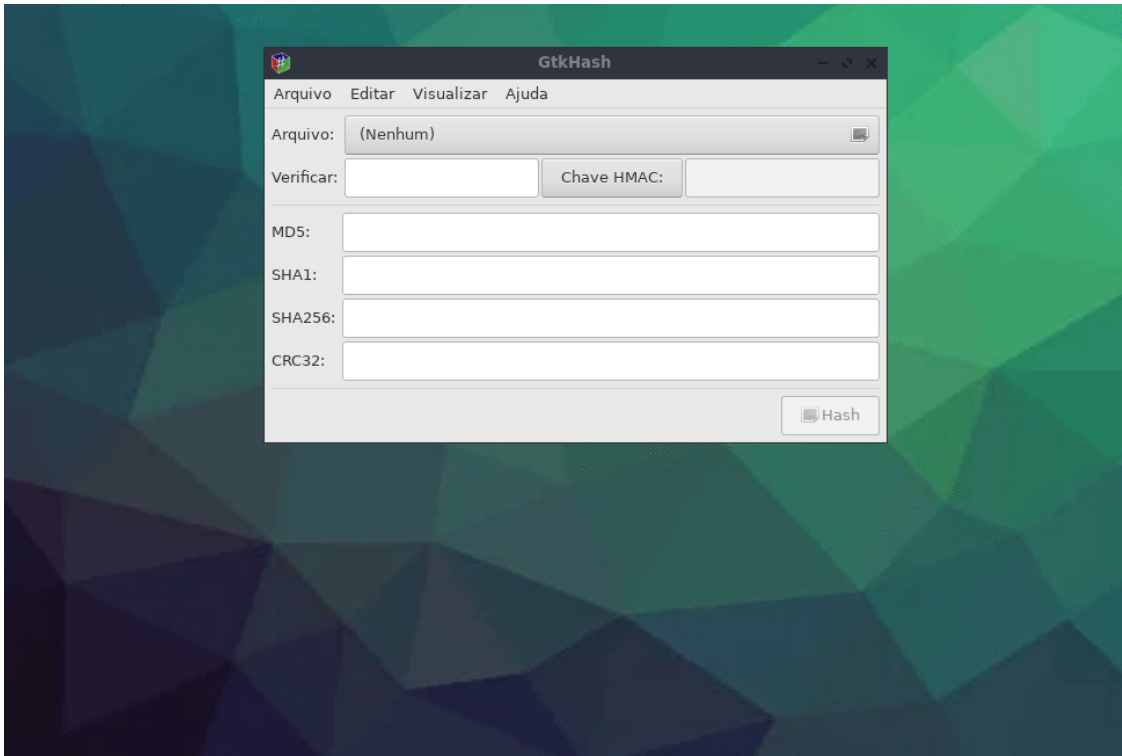 GtkHash
Arquivo Editar Visualizar Ajuda
Arquivo: (Nenhum)
Verificar: Chave HMAC:
MD5:
SHA1:
SHA256:
CRC32:
Hash